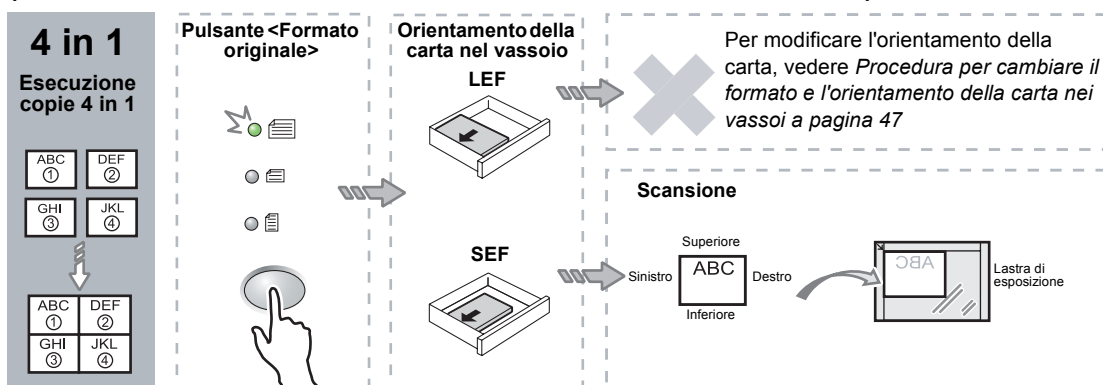 4 in 1
Esecuzione
copie 4 in 1
ABC
①
DEF
②
GHI
③
JKL
④
ABC
①
DEF
②
GHI
③
JKL
④
Pulsante <Formato
originale>
Orientamento della
carta nel vassoio
LEF
SEF
Per modificare l'orientamento della
carta, vedere Procedura per cambiare il
formato e l'orientamento della carta nei
vassoi a pagina 47
Scansione
Superiore
Sinistro
ABC
Destro
Inferiore
ABC
Lastra di
esposizione